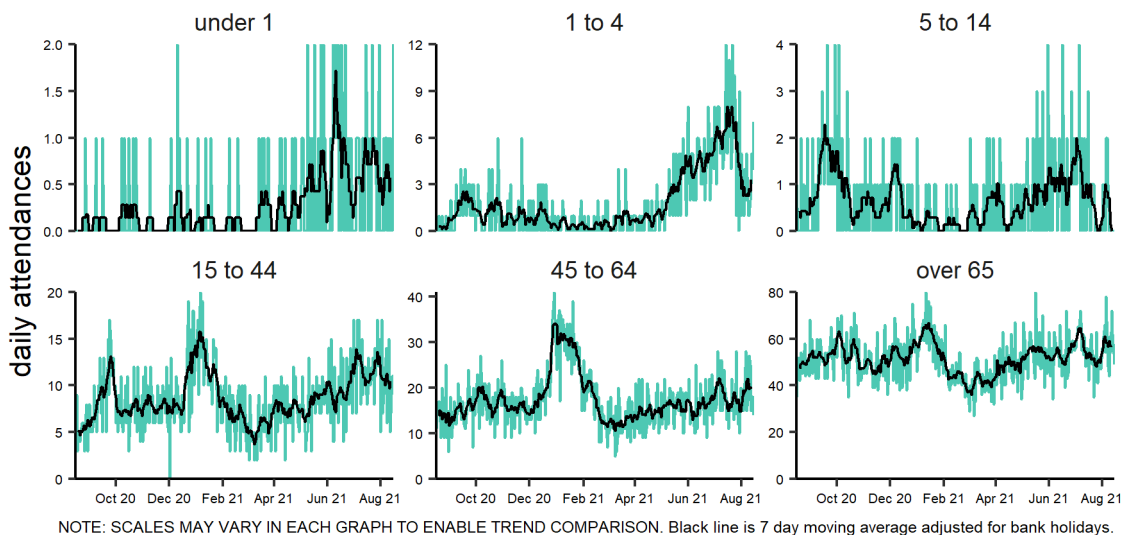 under 1
1 to 4
5 to 14
2.0
1.5
1.0
0.5
0.0
12
9
6
3
0
4
3
2
1
0
daily attendances
15 to 44
45 to 64
over 65
20
15
10
5
0
40
30
20
10
0
80
60
40
20
0
Oct 20 Dec 20 Feb 21 Apr 21 Jun 21 Aug 21
Oct 20 Dec 20 Feb 21 Apr 21 Jun 21 Aug 21
Oct 20 Dec 20 Feb 21 Apr 21 Jun 21 Aug 21
NOTE: SCALES MAY VARY IN EACH GRAPH TO ENABLE TREND COMPARISON. Black line is 7 day moving average adjusted for bank holidays.